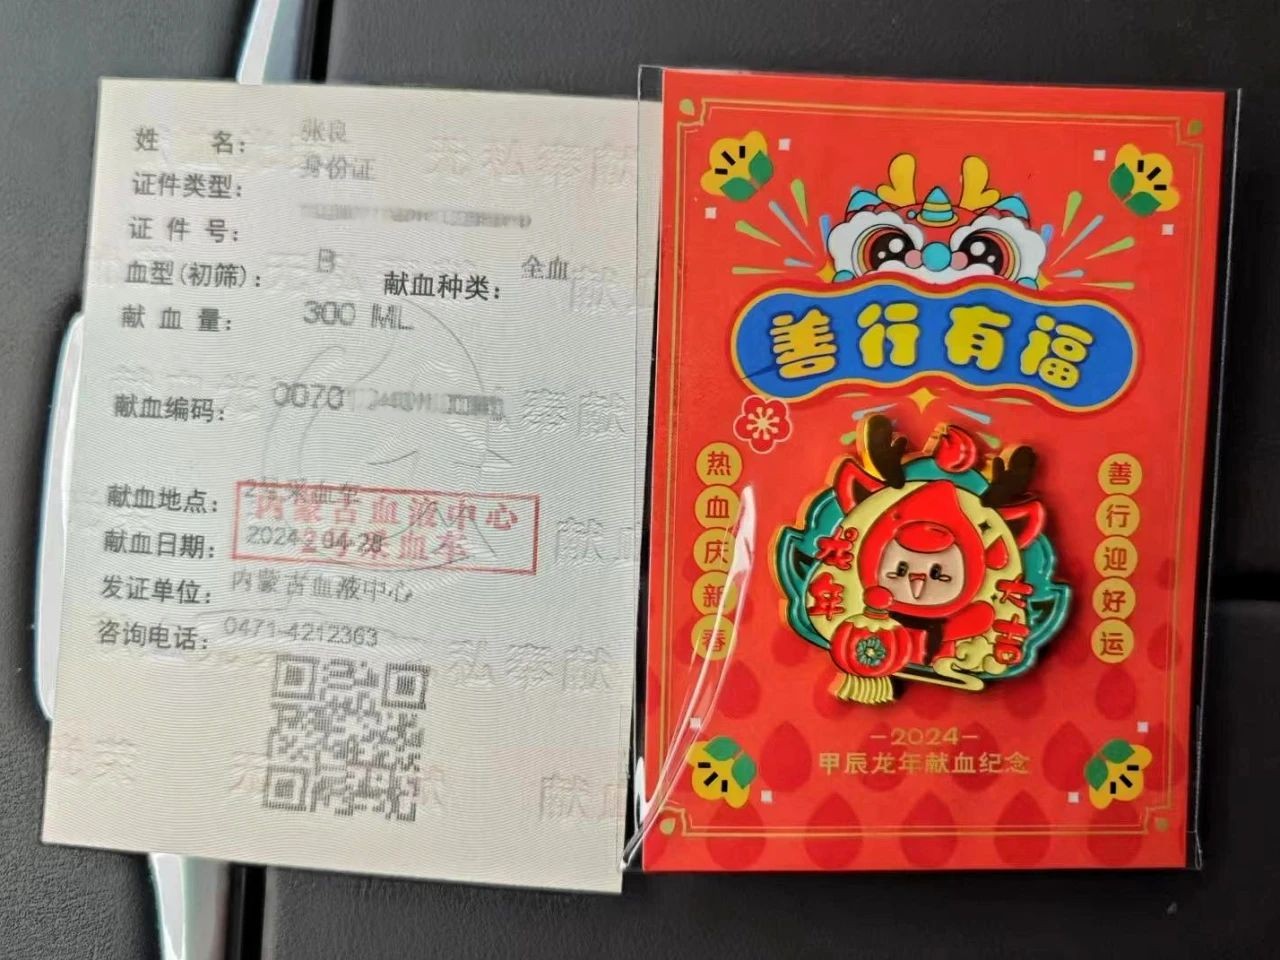 姓 名: 张良
证件类型: 身份证
证件号:
血型(初筛): B 献血种类: 全血
献血量: 300 ML
献血编码: 0070
献血地点: 采血车
内蒙古血液中心
献血日期: 2024 04 28
发证单位: 内蒙古血液中心
咨询电话: 0471-4212363
善行有福
热血庆新春
善行迎好运
龙年
大吉
-2024-
甲辰龙年献血纪念